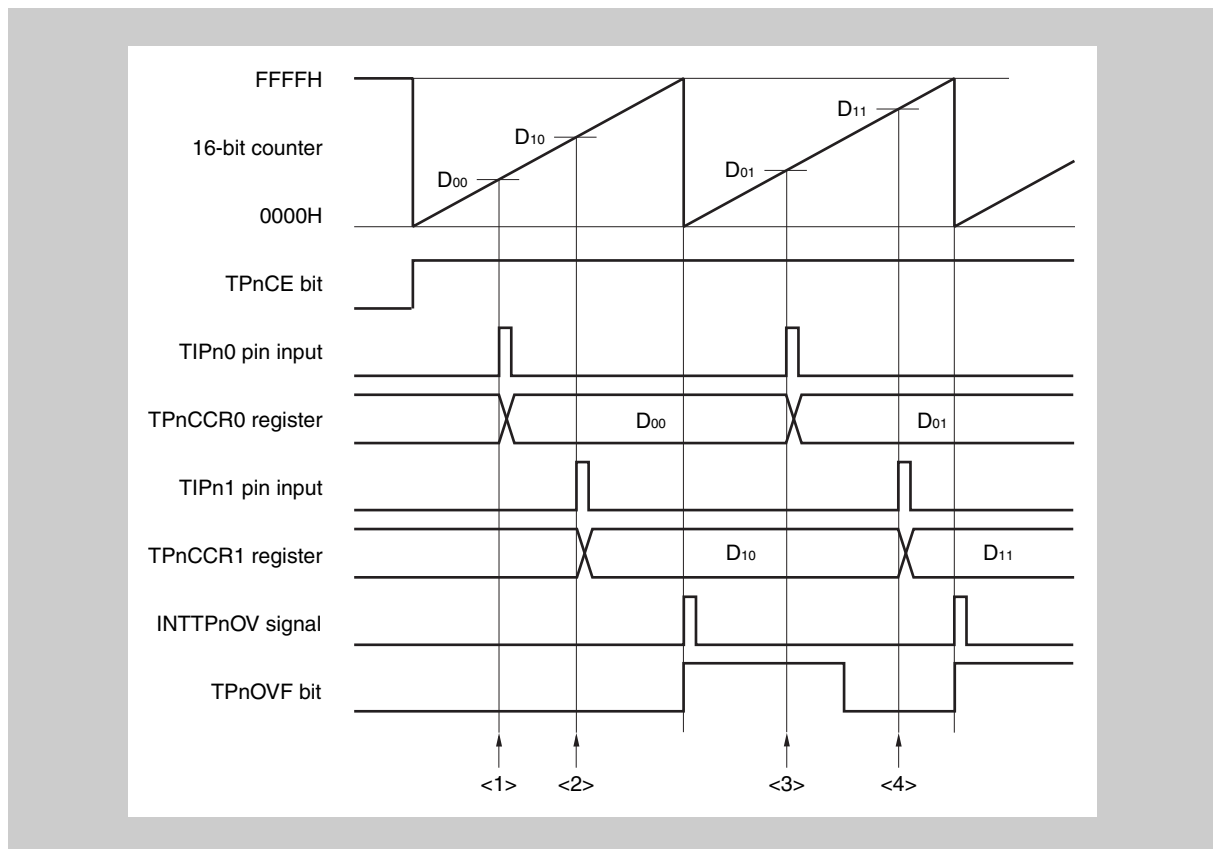 FFFFH
D11
D10
16-bit counter
D01
D00
0000H
TPnCE bit
TIPn0 pin input
TPnCCR0 register
D00
D01
TIPn1 pin input
TPnCCR1 register
D10
D11
INTTPnOV signal
TPnOVF bit
<1>
<2>
<3>
<4>